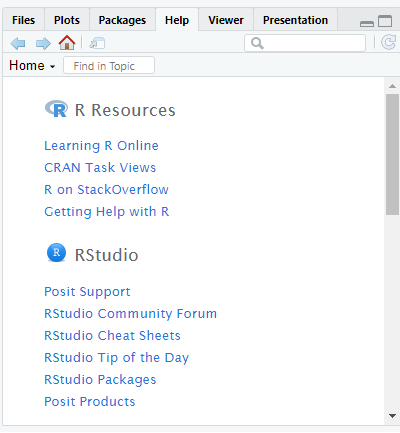 Files Plots Packages Help Viewer Presentation
Home Find in Topic
R R Resources
Learning R Online
CRAN Task Views
R on StackOverflow
Getting Help with R
R RStudio
Posit Support
RStudio Community Forum
RStudio Cheat Sheets
RStudio Tip of the Day
RStudio Packages
Posit Products